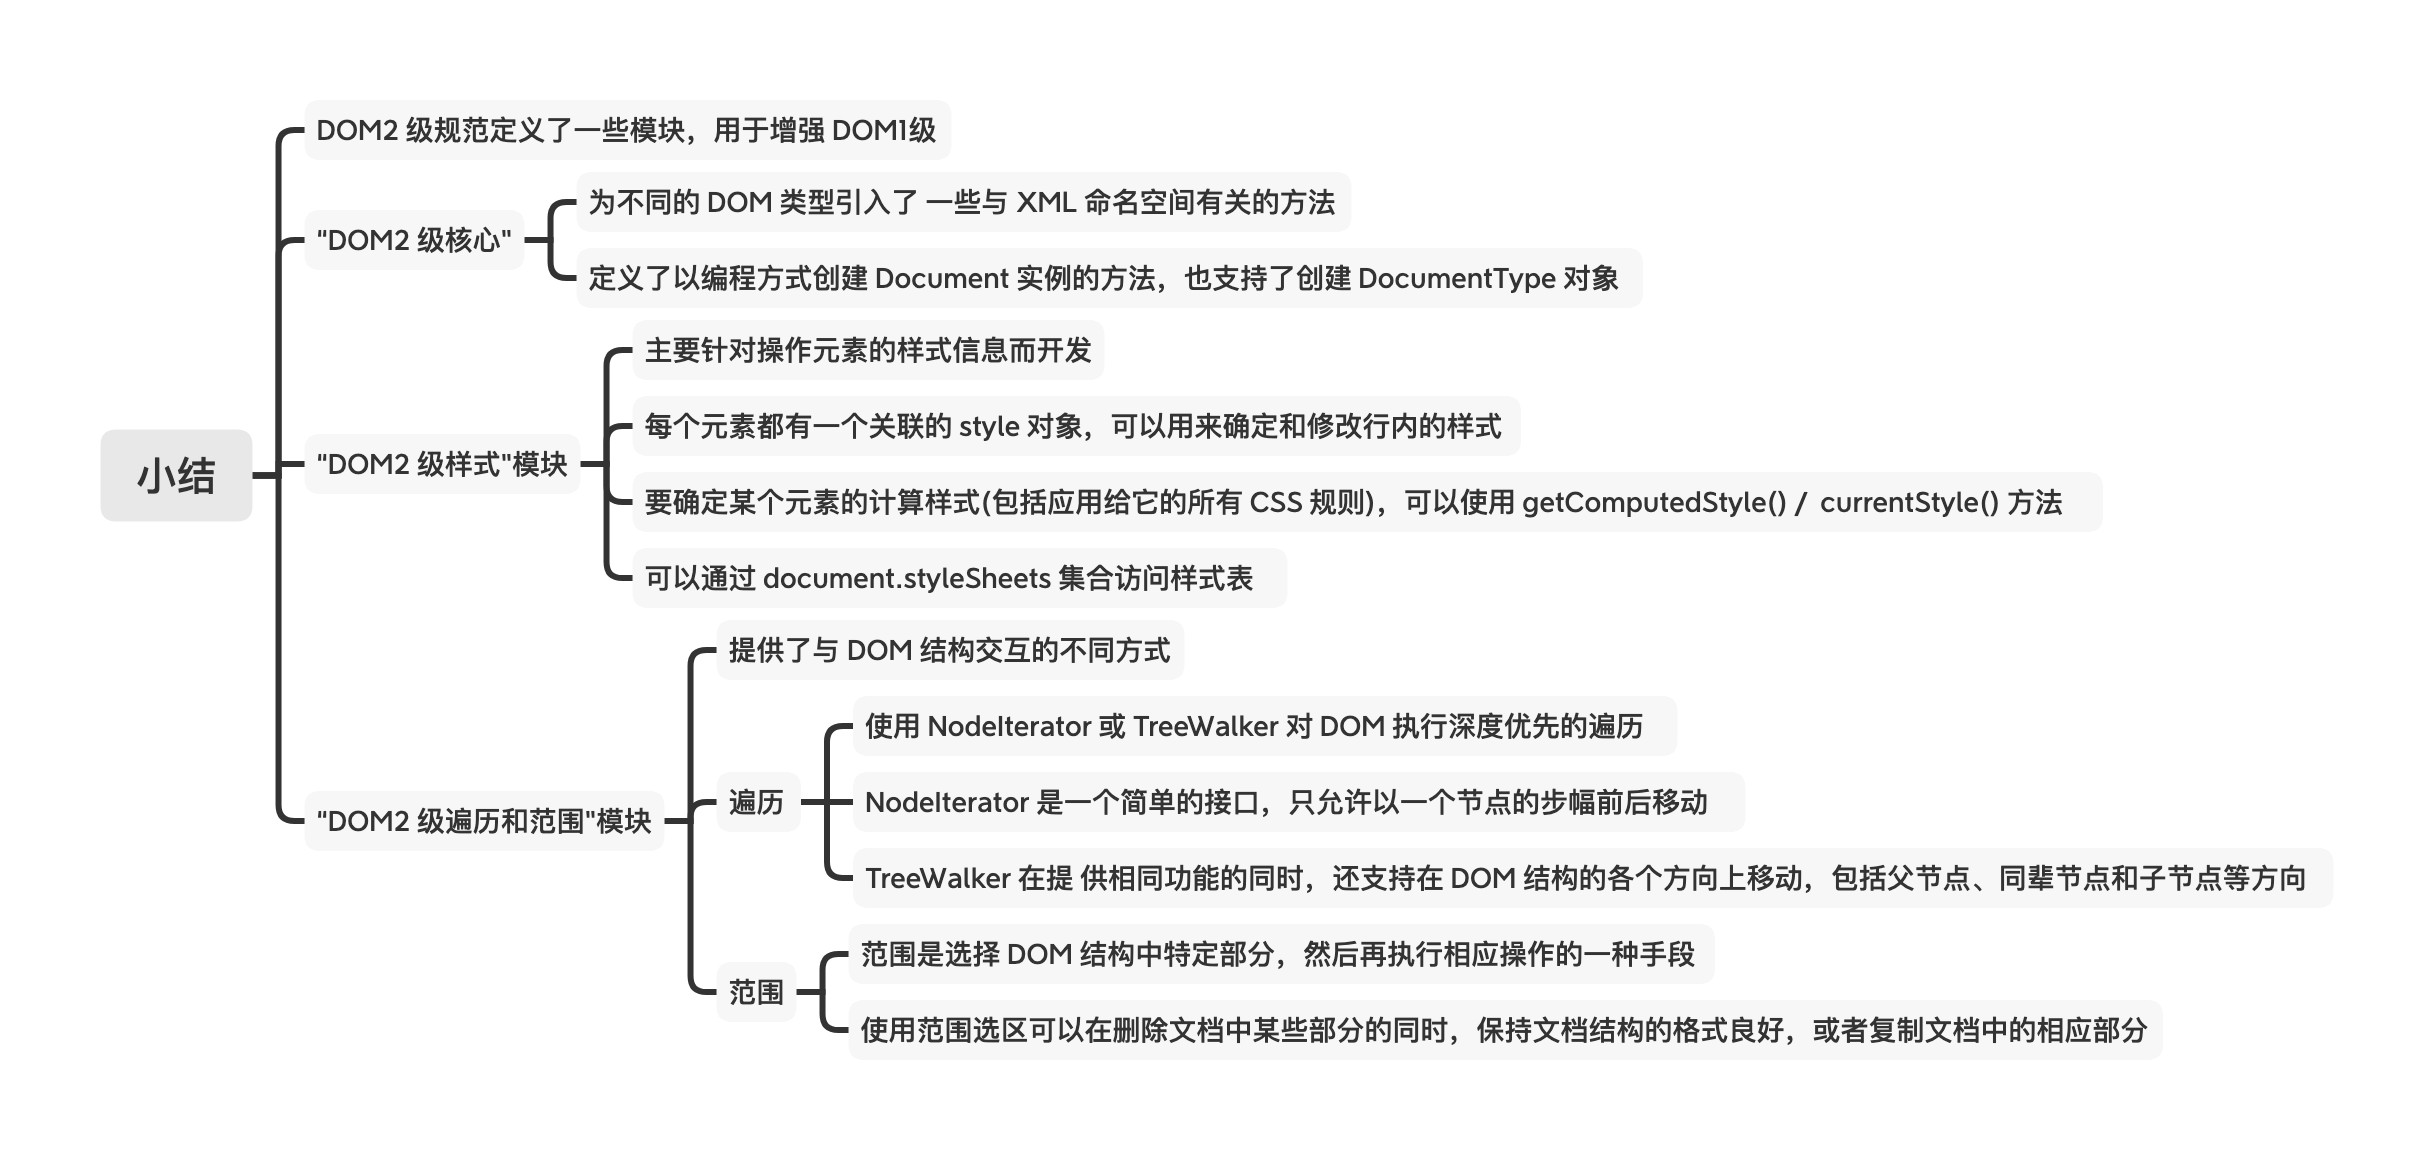 小结
DOM2 级规范定义了一些模块，用于增强 DOM1级
"DOM2 级核心"
为不同的 DOM 类型引入了 一些与 XML 命名空间有关的方法
定义了以编程方式创建 Document 实例的方法，也支持了创建 DocumentType 对象
"DOM2 级样式"模块
主要针对操作元素的样式信息而开发
每个元素都有一个关联的 style 对象，可以用来确定和修改行内的样式
要确定某个元素的计算样式(包括应用给它的所有 CSS 规则)，可以使用 getComputedStyle() /  currentStyle() 方法
可以通过 document.styleSheets 集合访问样式表
"DOM2 级遍历和范围"模块
提供了与 DOM 结构交互的不同方式
遍历
使用 NodeIterator 或 TreeWalker 对 DOM 执行深度优先的遍历
NodeIterator 是一个简单的接口，只允许以一个节点的步幅前后移动
TreeWalker 在提 供相同功能的同时，还支持在 DOM 结构的各个方向上移动，包括父节点、同辈节点和子节点等方向
范围
范围是选择 DOM 结构中特定部分，然后再执行相应操作的一种手段
使用范围选区可以在删除文档中某些部分的同时，保持文档结构的格式良好，或者复制文档中的相应部分